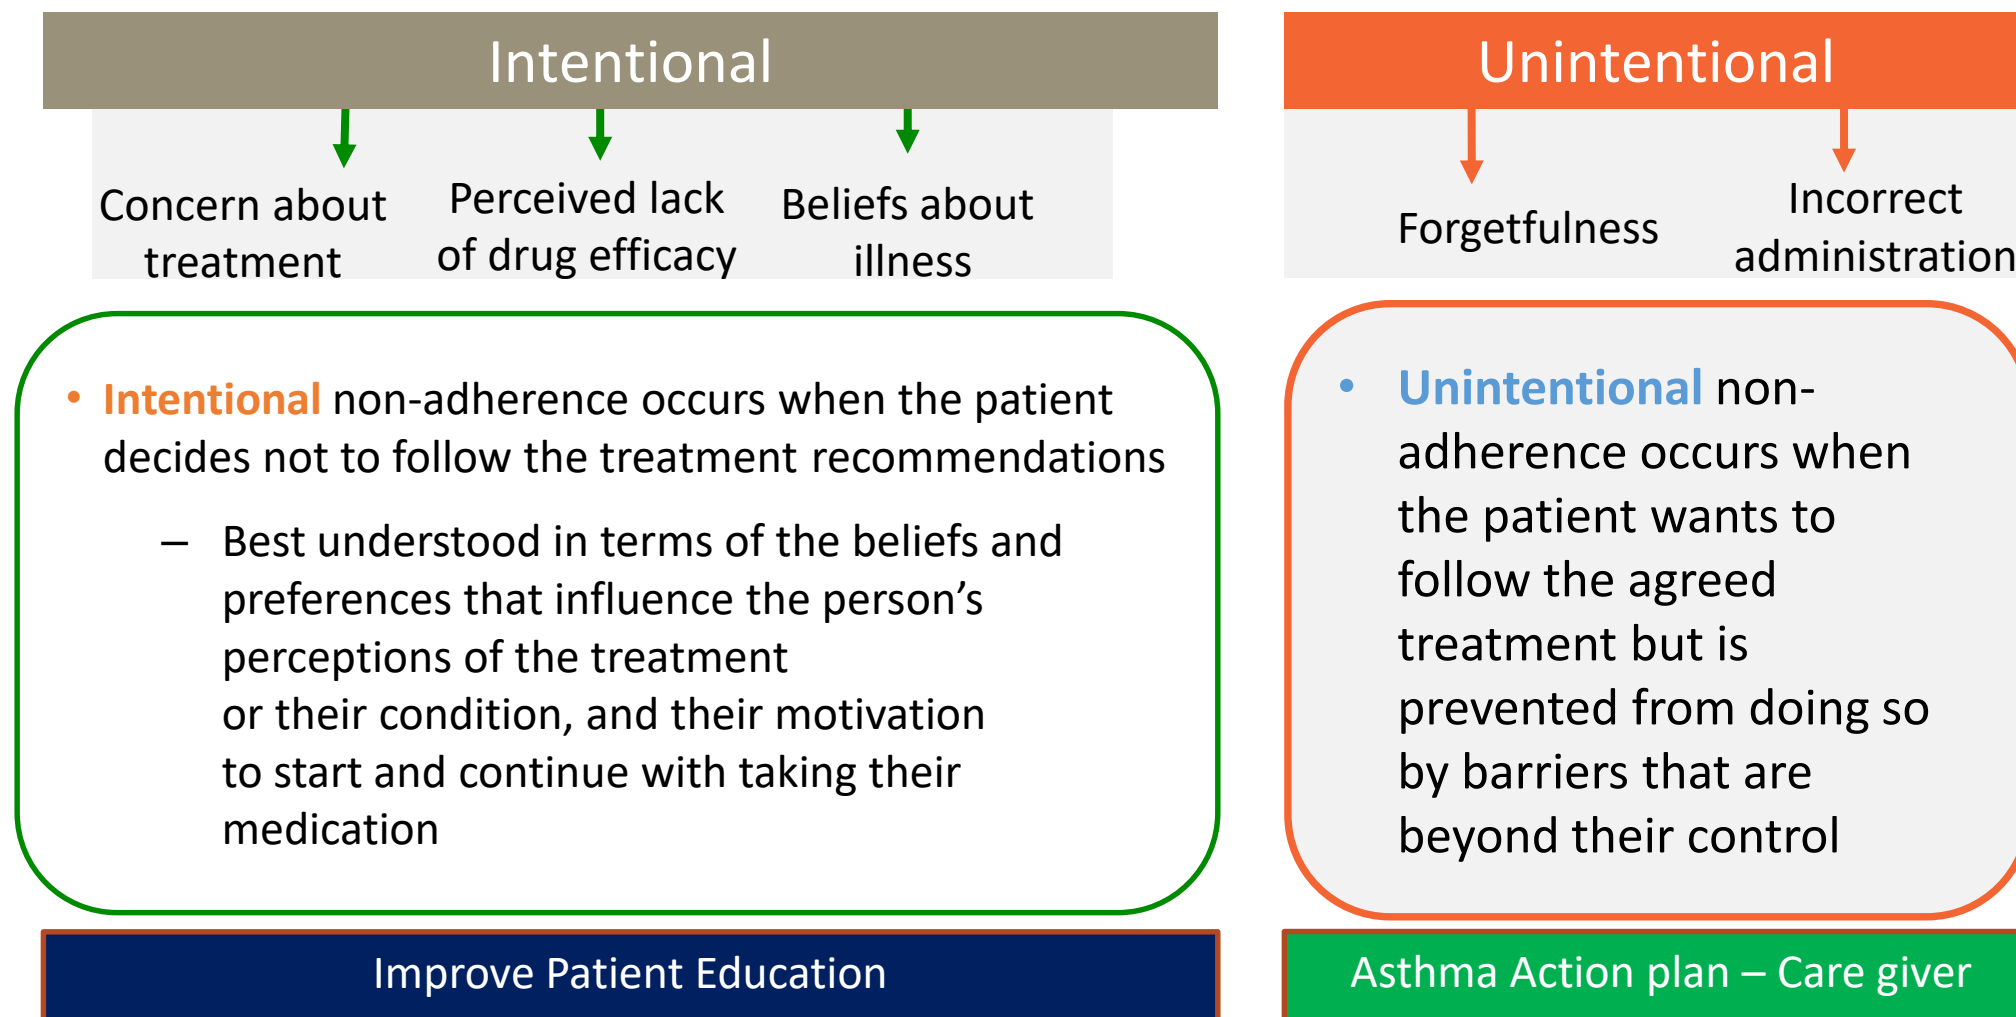 Intentional
Concern about
treatment
Perceived lack
of drug efficacy
Beliefs about
illness
• Intentional non-adherence occurs when the patient
decides not to follow the treatment recommendations
– Best understood in terms of the beliefs and
preferences that influence the person’s
perceptions of the treatment
or their condition, and their motivation
to start and continue with taking their
medication
Improve Patient Education
Unintentional
Forgetfulness
Incorrect
administration
• Unintentional non-
adherence occurs when
the patient wants to
follow the agreed
treatment but is
prevented from doing so
by barriers that are
beyond their control
Asthma Action plan – Care giver